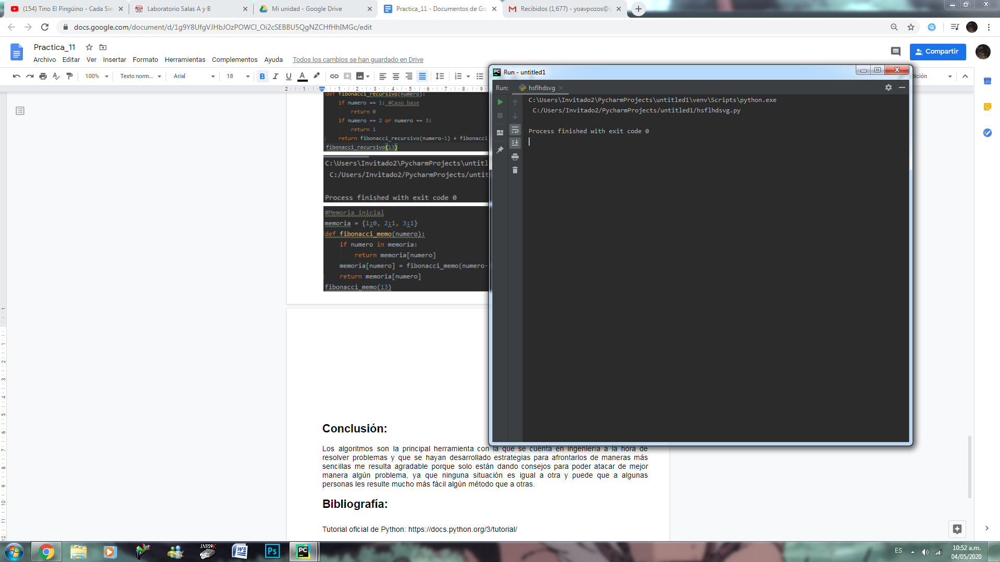 (154) Tino El Pingüino - Cada Sie
Laboratorio Salas A y B
Mi unidad - Google Drive
Practica_11 - Documentos de Go
Recibidos (1,677) - yoavpozos@g
docs.google.com/document/d/1g9Y8UfgVJHbJOzPOWCl_Oi2cSEBBU5QgNZCHfHhIMGc/edit
Practica_11
Archivo Editar Ver Insertar Formato Herramientas Complementos Ayuda Todos los cambios se han guardado en Drive
Compartir
100% Texto norm... Arial 18
dición
Run - untitled1
Run: hsflhdsvg
C:\Users\Invitado2\PycharmProjects\untitled1\venv\Scripts\python.exe
C:/Users/Invitado2/PycharmProjects/untitled1/hsflhdsvg.py
Process finished with exit code 0
def fibonacci_recursivo(numero):
if numero == 1: #Caso base
return 0
if numero == 2 or numero == 3:
return 1
return fibonacci_recursivo(numero-1) + fibonacci
fibonacci_recursivo(13)
C:\Users\Invitado2\PycharmProjects\untitl
C:/Users/Invitado2/PycharmProjects/untit
Process finished with exit code 0
#Memoria inicial
memoria = {1:0, 2:1, 3:1}
def fibonacci_memo(numero):
if numero in memoria:
return memoria[numero]
memoria[numero] = fibonacci_memo(numero-
return memoria[numero]
fibonacci_memo(13)
Conclusión:
Los algoritmos son la principal herramienta con la que se cuenta en ingeniería a la hora de
resolver problemas y que se hayan desarrollado estrategias para afrontarlos de maneras más
sencillas me resulta agradable porque solo están dando consejos para poder atacar de mejor
manera algún problema, ya que ninguna situación es igual a otra y puede que a algunas
personas les resulte mucho más fácil algún método que a otras.
Bibliografía:
Tutorial oficial de Python: https://docs.python.org/3/tutorial/
ES
10:52 a.m.
04/05/2020